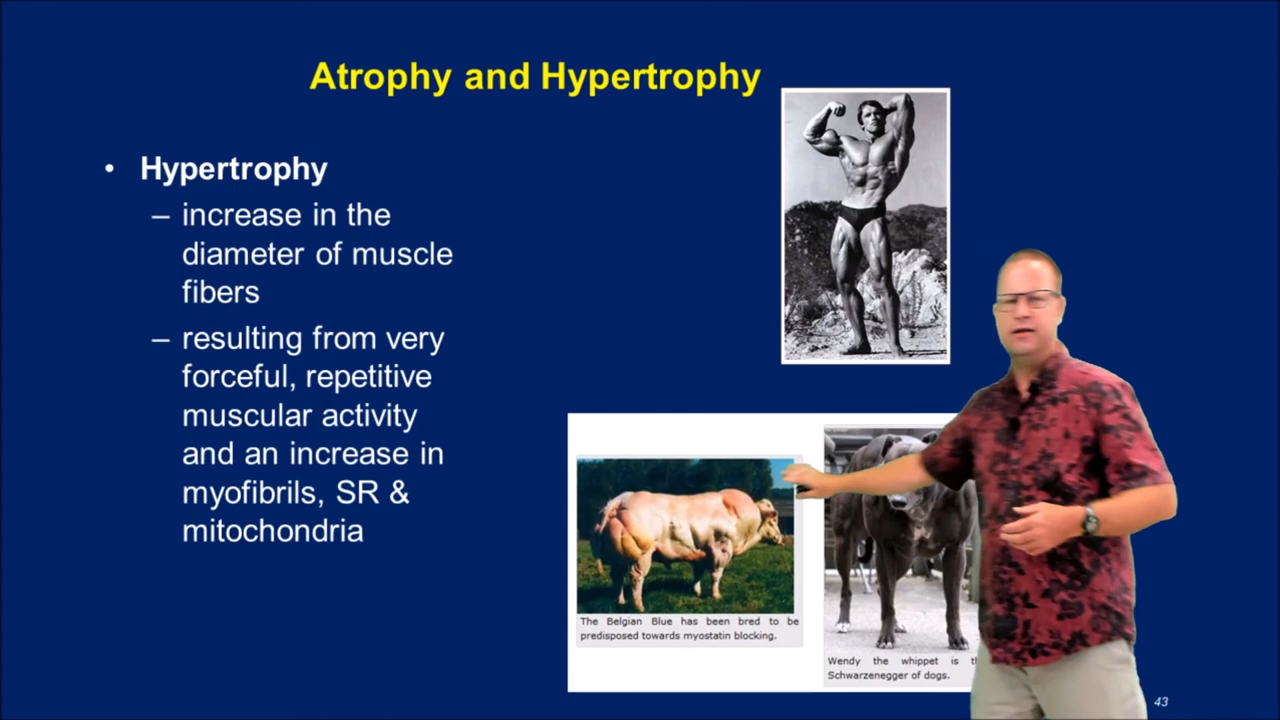 Atrophy and Hypertrophy
• Hypertrophy
– increase in the
diameter of muscle
fibers
– resulting from very
forceful, repetitive
muscular activity
and an increase in
myofibrils, SR &
mitochondria
The Belgian Blue has been bred to be
predisposed towards myostatin blocking.
Wendy the whippet is
Schwarzenegger of dogs.
43